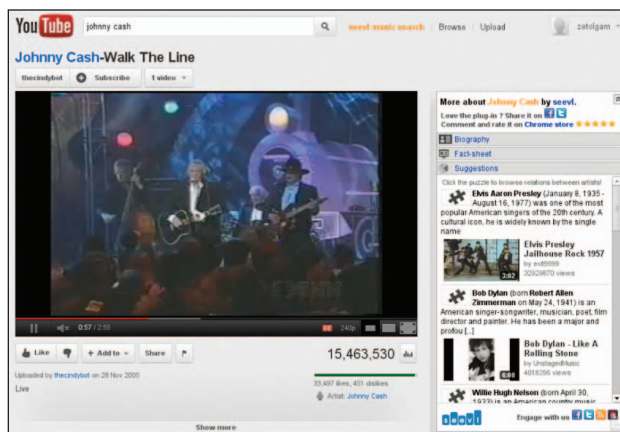 YouTube johnny cash seevl music search Browse Upload zetolgam
Johnny Cash-Walk The Line
thecindybot Subscribe 1 video
0:57 / 2:55 CC 240p
Like Add to Share 15,463,530
Uploaded by thecindybot on 28 Nov 2005
Live
33,497 likes, 451 dislikes
Artist: Johnny Cash
Show more
More about Johnny Cash by seevl.
Love the plug-in ? Share it on
Comment and rate it on Chrome store
Biography
Fact-sheet
Suggestions
Click the puzzle to browse relations between artists!
Elvis Aaron Presley (January 8, 1935 -
August 16, 1977) was one of the most
popular American singers of the 20th century. A
cultural icon, he is widely known by the single
name
Elvis Presley
Jailhouse Rock 1957
by exit9999
32929870 views
3:02
Bob Dylan (born Robert Allen
Zimmerman on May 24, 1941) is an
American singer-songwriter, musician, poet, film
director and painter. He has been a major and
profou [...]
Bob Dylan - Like A
Rolling Stone
by UnstagedMusic
4018296 views
6:08
Willie Hugh Nelson (born April 30,
1933) is an American country music
seevl Engage with us